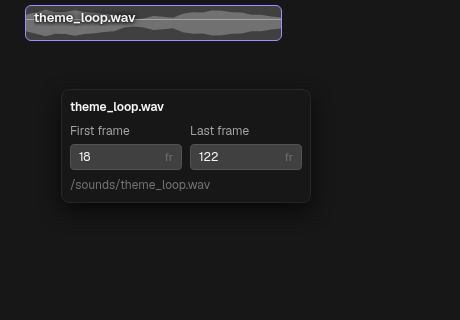 theme_loop.wav
theme_loop.wav
First frame Last frame
18 fr 122 fr
/sounds/theme_loop.wav